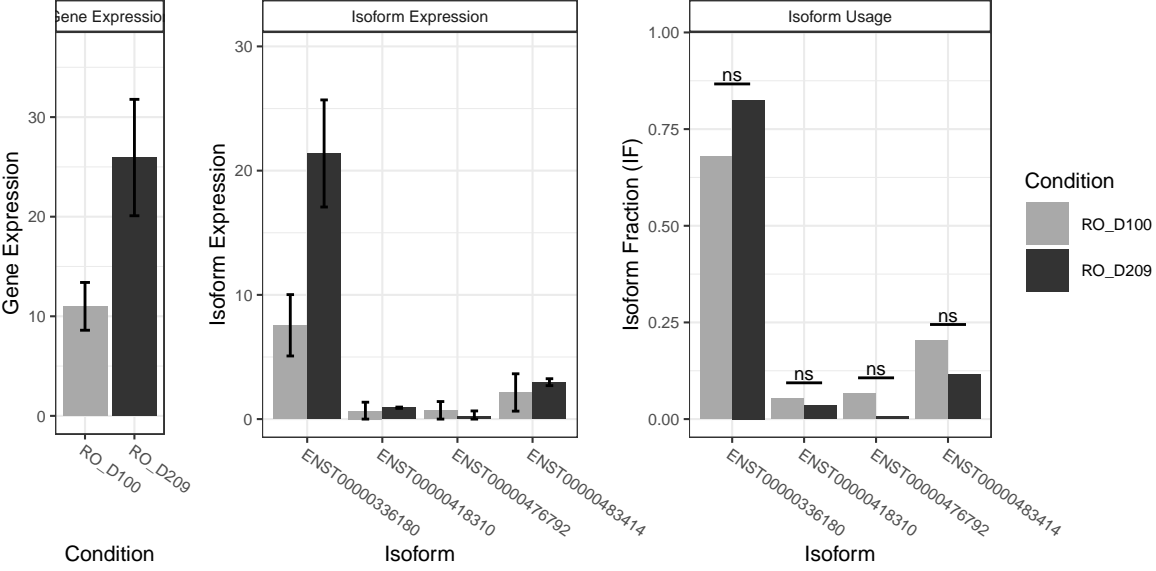 Gene Expression
Isoform Expression
Isoform Usage
Gene Expression
0
10
20
30
RO_D100
RO_D209
Condition
Isoform Expression
0
10
20
30
ENST00000336180
ENST00000418310
ENST00000476792
ENST00000483414
Isoform
Isoform Fraction (IF)
0.00
0.25
0.50
0.75
1.00
ns
ns
ns
ns
ENST00000336180
ENST00000418310
ENST00000476792
ENST00000483414
Isoform
Condition
RO_D100
RO_D209